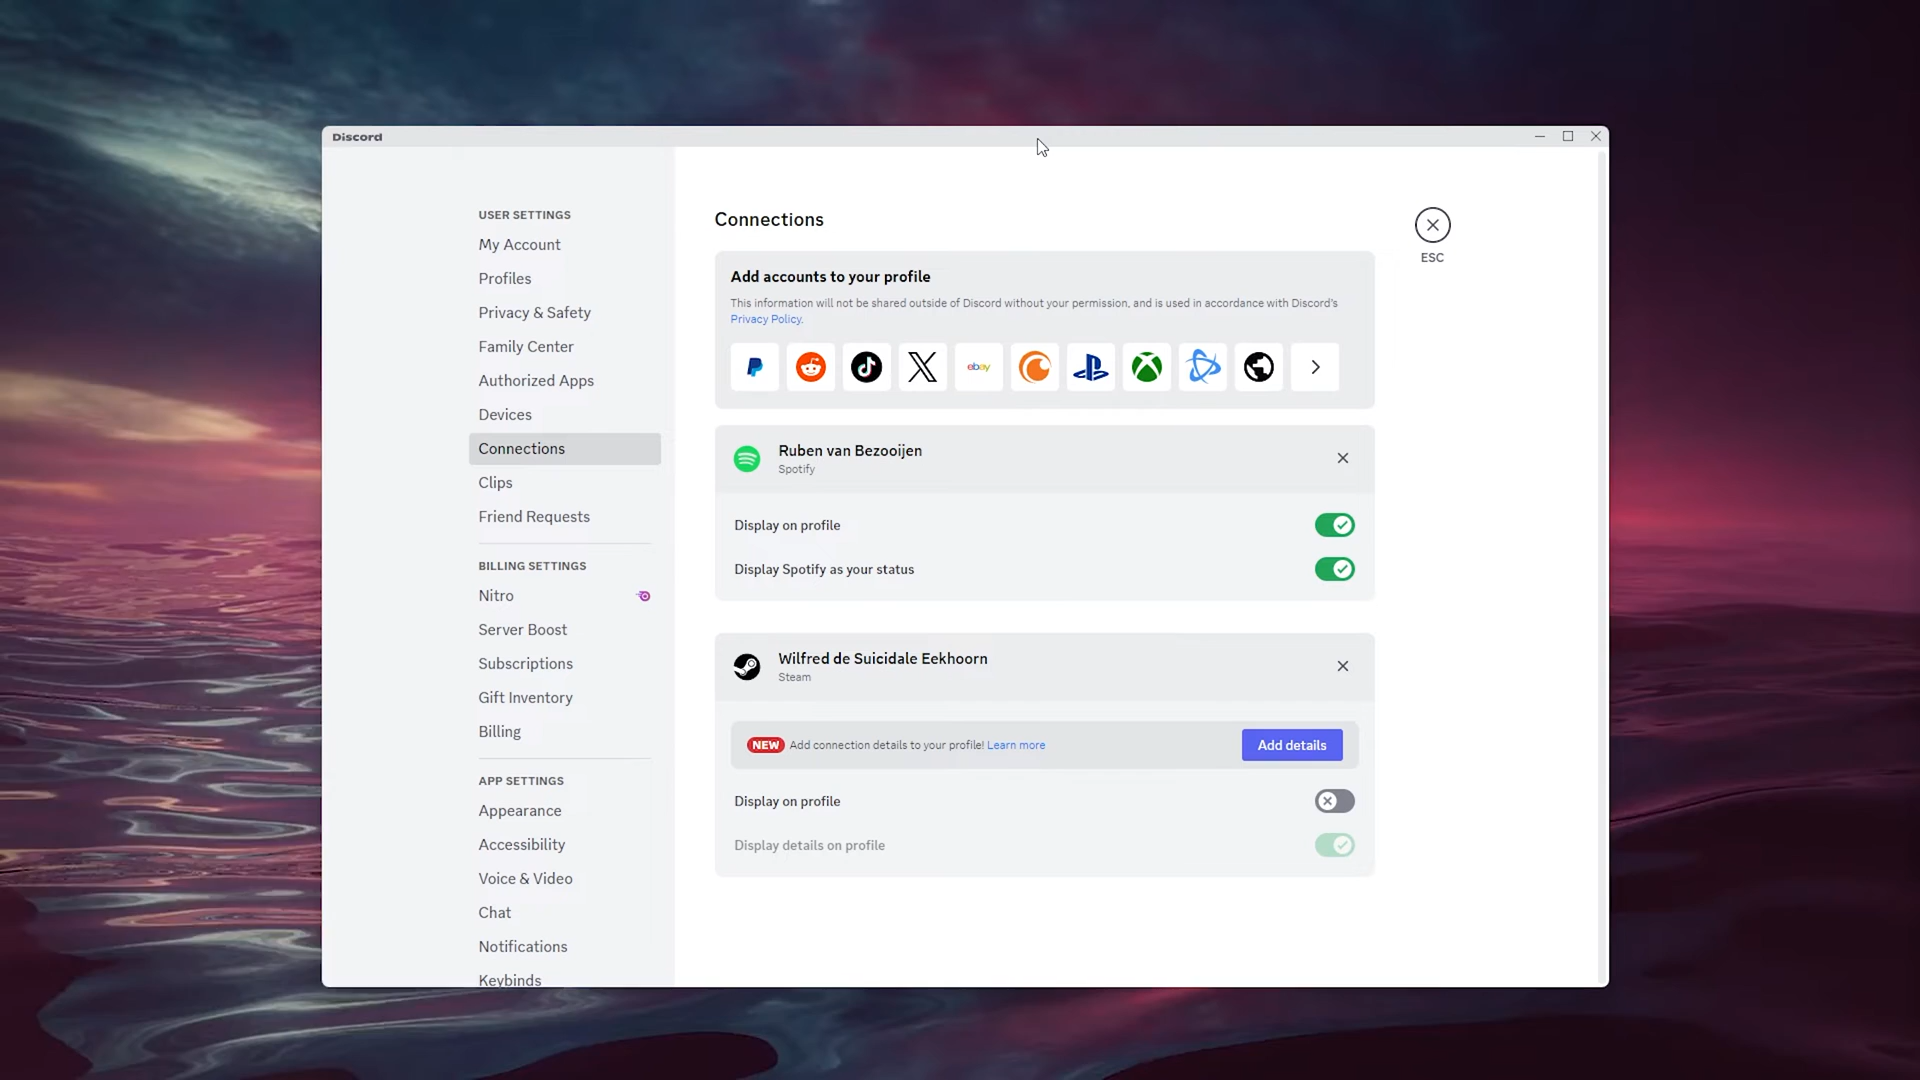 Discord
USER SETTINGS
My Account
Profiles
Privacy & Safety
Family Center
Authorized Apps
Devices
Connections
Clips
Friend Requests
BILLING SETTINGS
Nitro
Server Boost
Subscriptions
Gift Inventory
Billing
APP SETTINGS
Appearance
Accessibility
Voice & Video
Chat
Notifications
Keybinds
Connections
ESC
Add accounts to your profile
This information will not be shared outside of Discord without your permission, and is used in accordance with Discord's
Privacy Policy.
ebay
Ruben van Bezooijen
Spotify
Display on profile
Display Spotify as your status
Wilfred de Suicidale Eekhoorn
Steam
NEW Add connection details to your profile! Learn more
Add details
Display on profile
Display details on profile